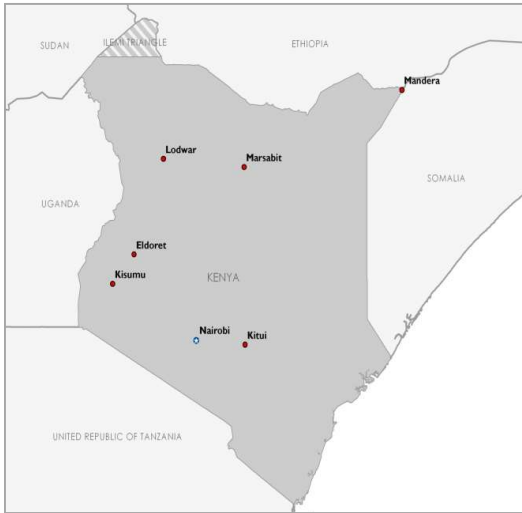 SUDAN
ILEMI TRIANGLE
ETHIOPIA
Mandera
Lodwar
Marsabit
SOMALIA
UGANDA
Eldoret
KENYA
Kisumu
Nairobi
Kitui
UNITED REPUBLIC OF TANZANIA